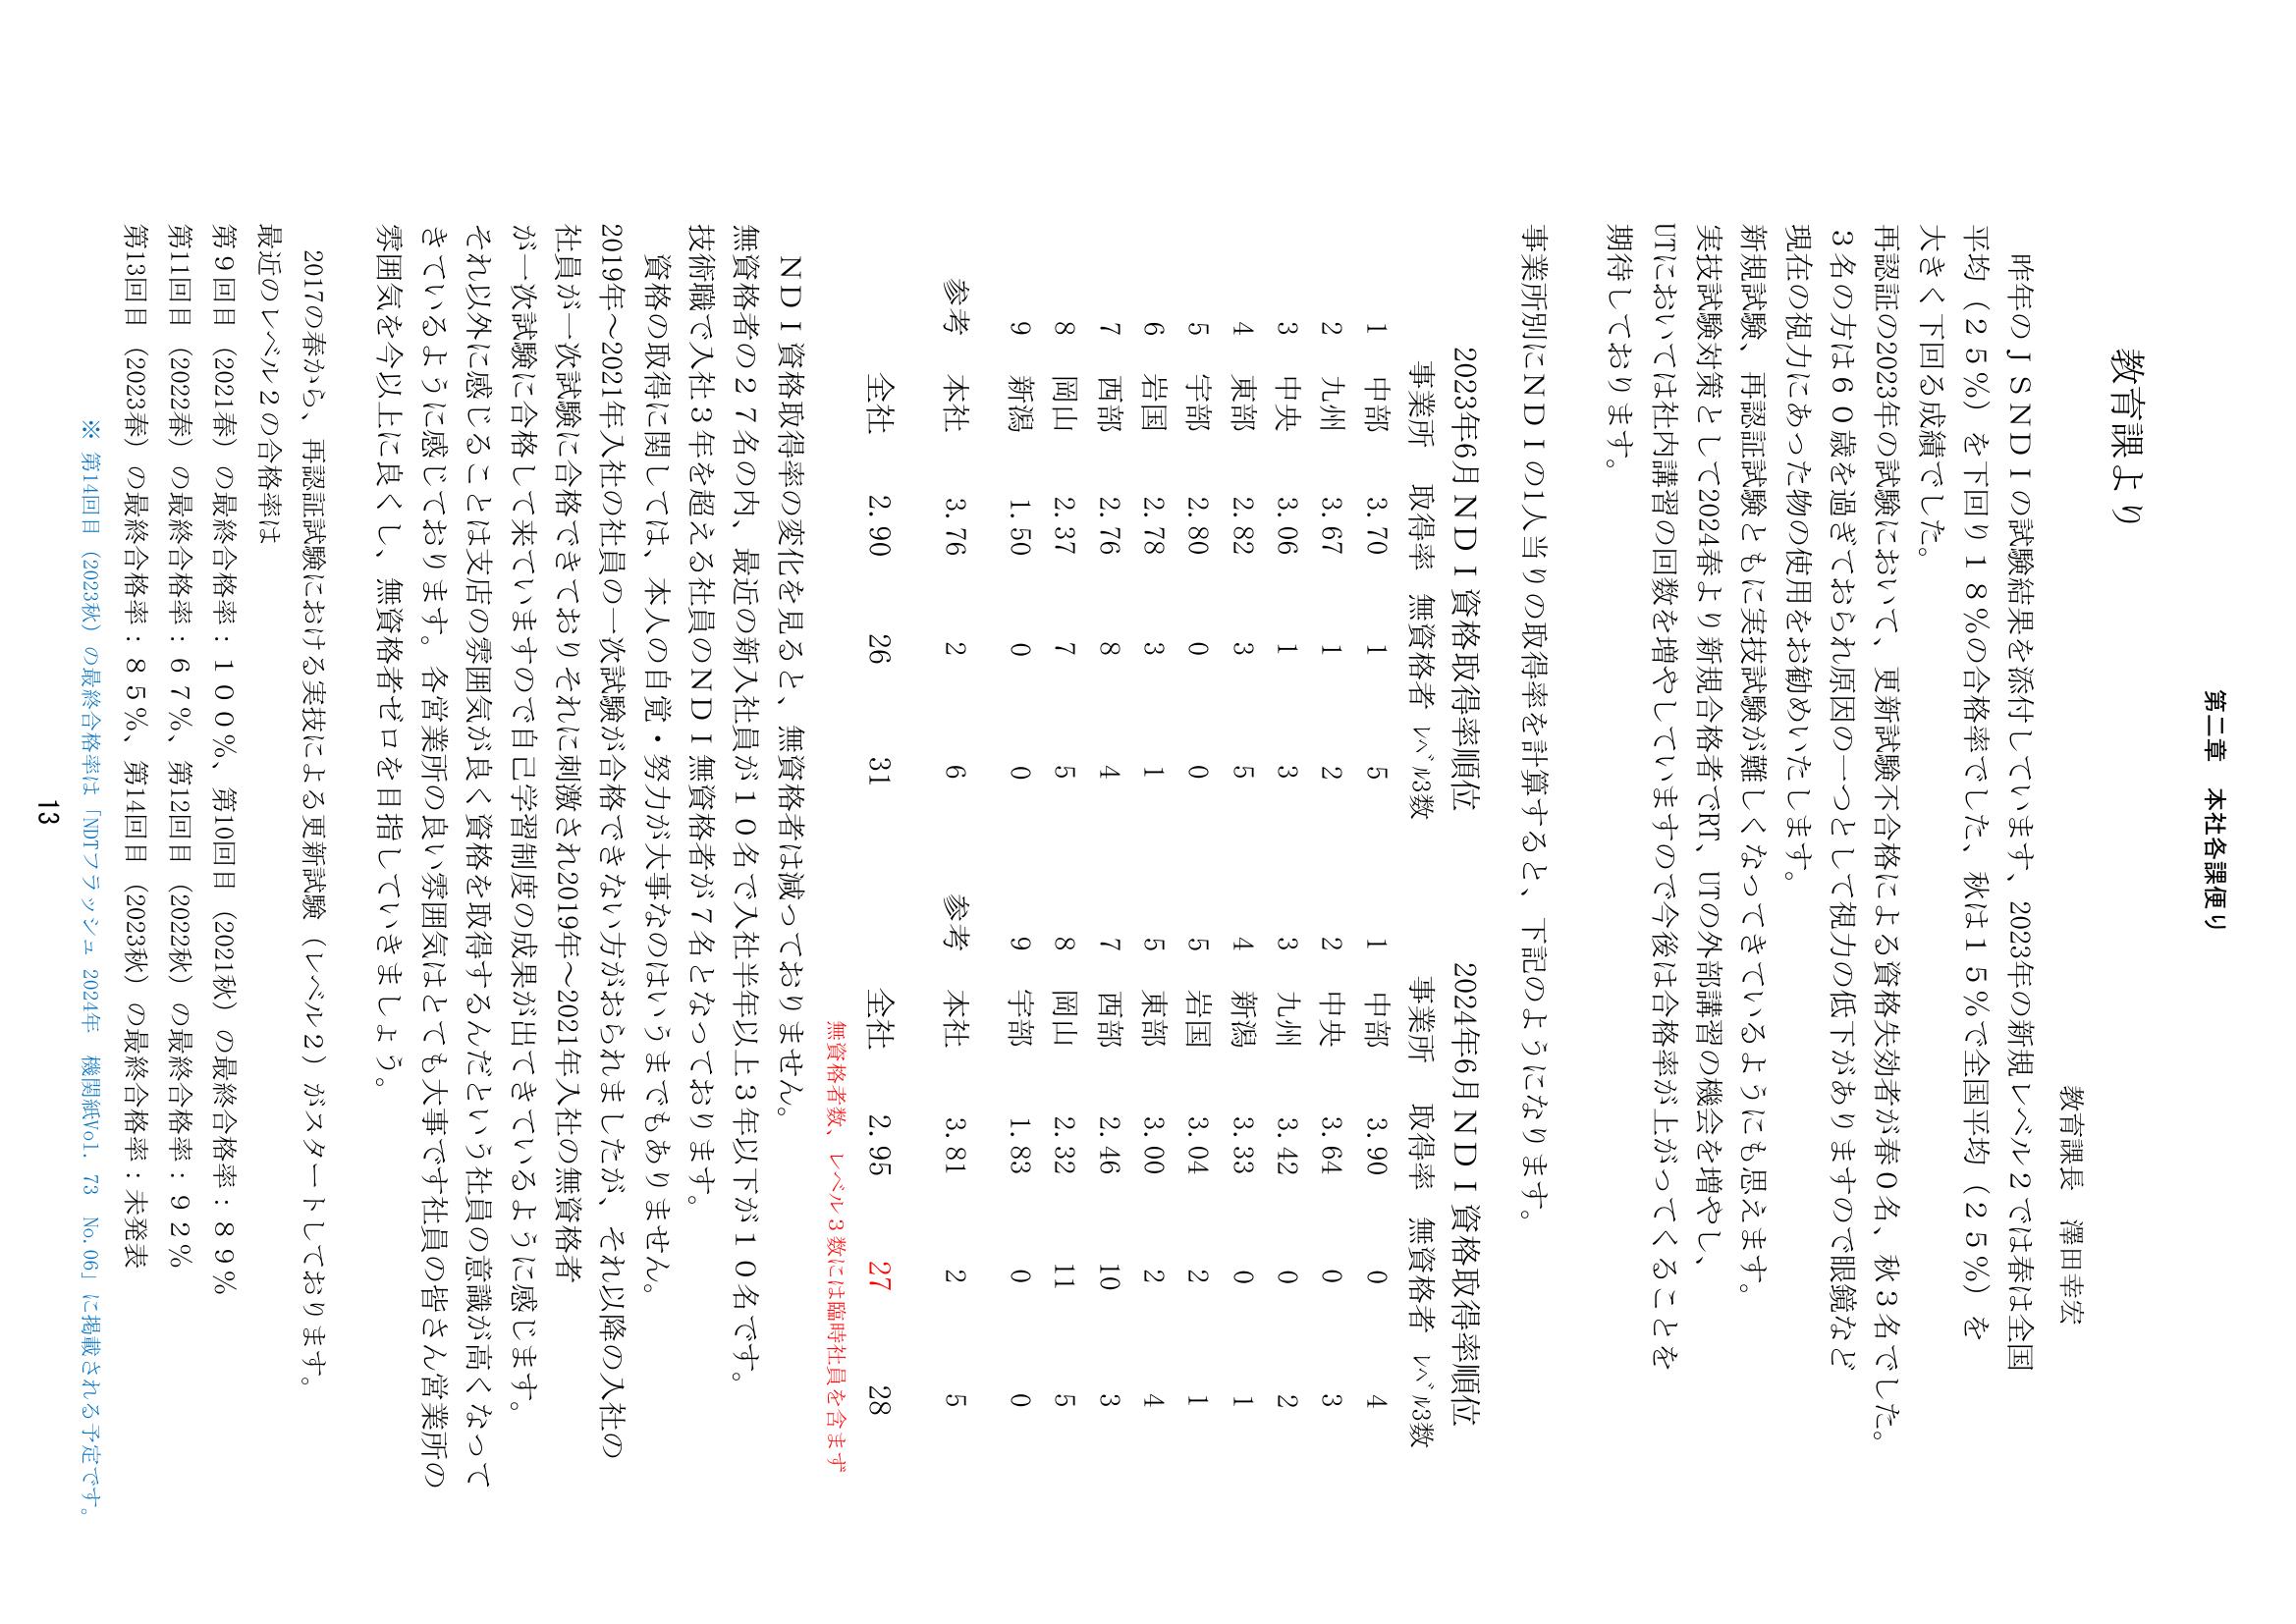 第二章　本社各課便り
教育課より
教育課長　澤田幸宏
昨年のＪＳＮＤＩの試験結果を添付しています、2023年の新規レベル２では春は全国
平均（２５％）を下回り１８％の合格率でした、秋は１５％で全国平均（２５％）を
大きく下回る成績でした。
再認証の2023年の試験において、更新試験不合格による資格失効者が春０名、秋３名でした。
３名の方は６０歳を過ぎておられ原因の一つとして視力の低下がありますので眼鏡など
現在の視力にあった物の使用をお勧めいたします。
新規試験、再認証試験ともに実技試験が難しくなってきているようにも思えます。
実技試験対策として2024春より新規合格者でRT、UTの外部講習の機会を増やし、
UTにおいては社内講習の回数を増やしていますので今後は合格率が上がってくることを
期待しております。
事業所別にＮＤＩの1人当りの取得率を計算すると、下記のようになります。
2023年6月ＮＤＩ資格取得率順位
事業所　取得率　無資格者　ﾚﾍﾞﾙ3数
1　中部　3.70　1　5
2　九州　3.67　1　2
3　中央　3.06　1　3
4　東部　2.82　3　5
5　宇部　2.80　0　0
6　岩国　2.78　3　1
7　西部　2.76　8　4
8　岡山　2.37　7　5
9　新潟　1.50　0　0
参考　本社　3.76　2　6
全社　2.90　26　31
2024年6月ＮＤＩ資格取得率順位
事業所　取得率　無資格者　ﾚﾍﾞﾙ3数
1　中部　3.90　0　4
2　中央　3.64　0　3
3　九州　3.42　0　2
4　新潟　3.33　0　1
5　岩国　3.04　2　1
5　東部　3.00　2　4
7　西部　2.46　10　3
8　岡山　2.32　11　5
9　宇部　1.83　0　0
参考　本社　3.81　2　5
全社　2.95　27　28
無資格者数、レベル３数には臨時社員を含まず
ＮＤＩ資格取得率の変化を見ると、無資格者は減っておりません。
無資格者の２７名の内、最近の新入社員が１０名で入社半年以上３年以下が１０名です。
技術職で入社３年を超える社員のＮＤＩ無資格者が７名となっております。
資格の取得に関しては、本人の自覚・努力が大事なのはいうまでもありません。
2019年～2021年入社の社員の一次試験が合格できない方がおられましたが、それ以降の入社の
社員が一次試験に合格できておりそれに刺激され2019年～2021年入社の無資格者
が一次試験に合格して来ていますので自己学習制度の成果が出てきているように感じます。
それ以外に感じることは支店の雰囲気が良く資格を取得するんだという社員の意識が高くなって
きているように感じております。各営業所の良い雰囲気はとても大事です社員の皆さん営業所の
雰囲気を今以上に良くし、無資格者ゼロを目指していきましょう。
2017の春から、再認証試験における実技による更新試験（レベル２）がスタートしております。
最近のレベル２の合格率は
第９回目（2021春）の最終合格率：１００％、第10回目（2021秋）の最終合格率：８９％
第11回目（2022春）の最終合格率：６７％、第12回目（2022秋）の最終合格率：９２％
第13回目（2023春）の最終合格率：８５％、第14回目（2023秋）の最終合格率：未発表
※ 第14回目（2023秋）の最終合格率は「NDTフラッシュ 2024年　機関紙Vol. 73　No.06」に掲載される予定です。
13